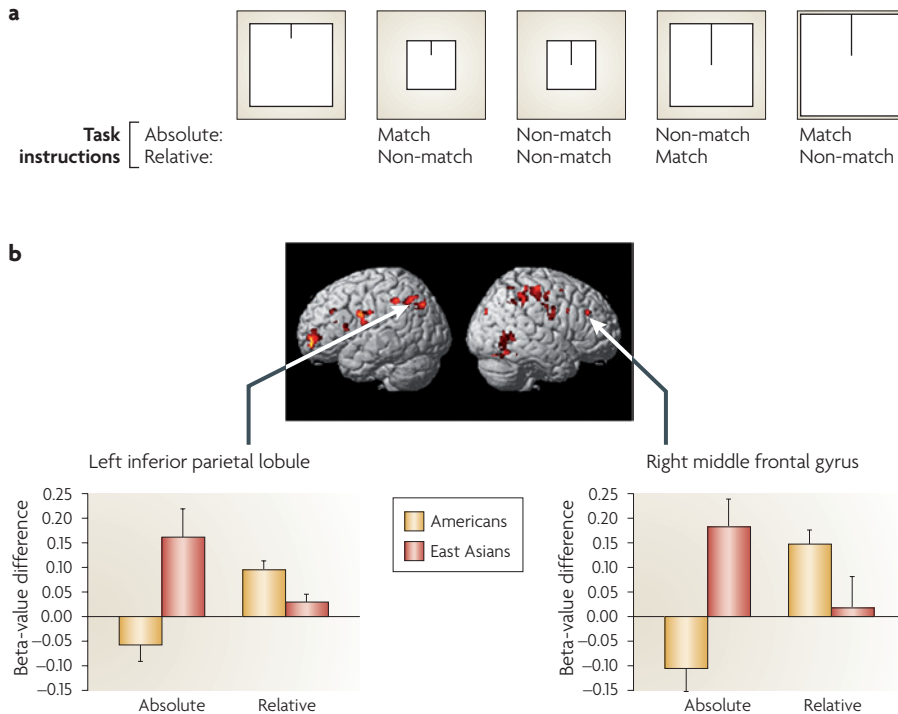 a
Task instructions
Absolute: Match Non-match Non-match Match
Relative: Non-match Non-match Match Non-match
b
Left inferior parietal lobule
Right middle frontal gyrus
Beta-value difference
0.25
0.20
0.15
0.10
0.05
0.00
−0.05
−0.10
−0.15
Absolute Relative
Americans
East Asians
Beta-value difference
0.25
0.20
0.15
0.10
0.05
0.00
−0.05
−0.10
−0.15
Absolute Relative